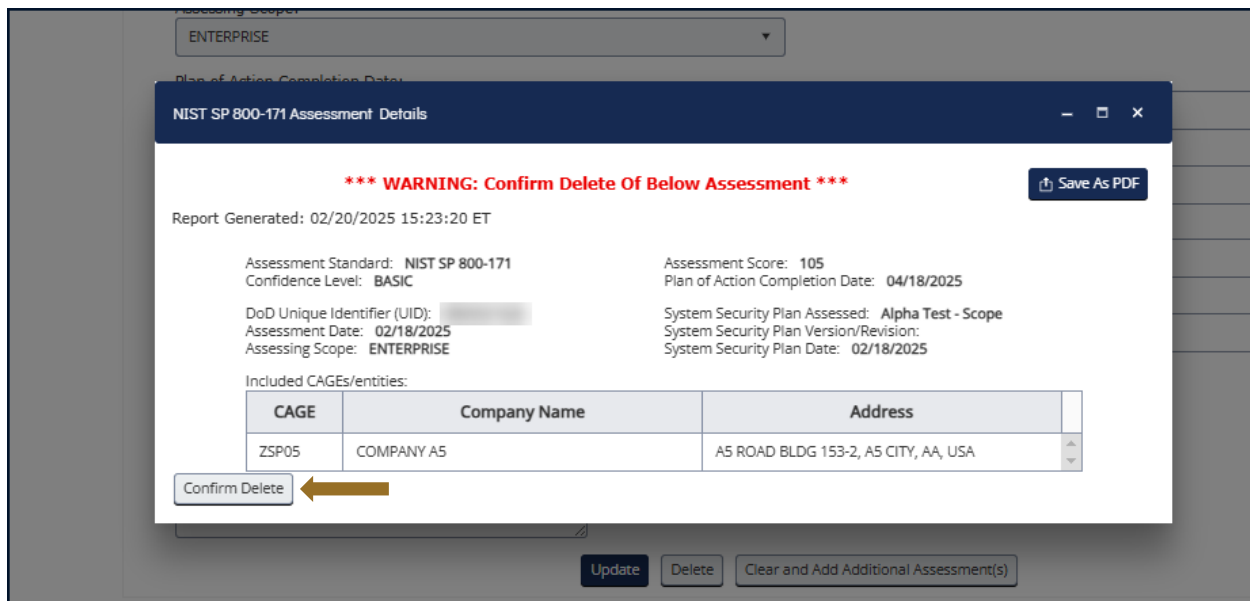 ENTERPRISE
Plan of Action Completion Date:
NIST SP 800-171 Assessment Details
*** WARNING: Confirm Delete Of Below Assessment ***
Save As PDF
Report Generated: 02/20/2025 15:23:20 ET
Assessment Standard: NIST SP 800-171
Confidence Level: BASIC
Assessment Score: 105
Plan of Action Completion Date: 04/18/2025
DoD Unique Identifier (UID):
Assessment Date: 02/18/2025
Assessing Scope: ENTERPRISE
System Security Plan Assessed: Alpha Test - Scope
System Security Plan Version/Revision:
System Security Plan Date: 02/18/2025
Included CAGEs/entities:
CAGE Company Name Address
ZSP05 COMPANY A5 A5 ROAD BLDG 153-2, A5 CITY, AA, USA
Confirm Delete
Update Delete Clear and Add Additional Assessment(s)